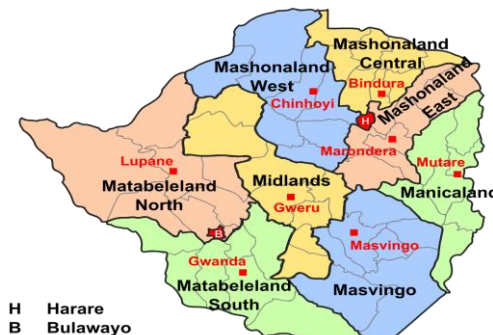 Mashonaland
Central
Bindura
Mashonaland
West
Chinhoyi
Mashonaland
East
H
Marondera
Mutare
Manicaland
Lupane
Matabeleland
North
Midlands
Gweru
B
Masvingo
Gwanda
Matabeleland
South
Masvingo
H Harare
B Bulawayo